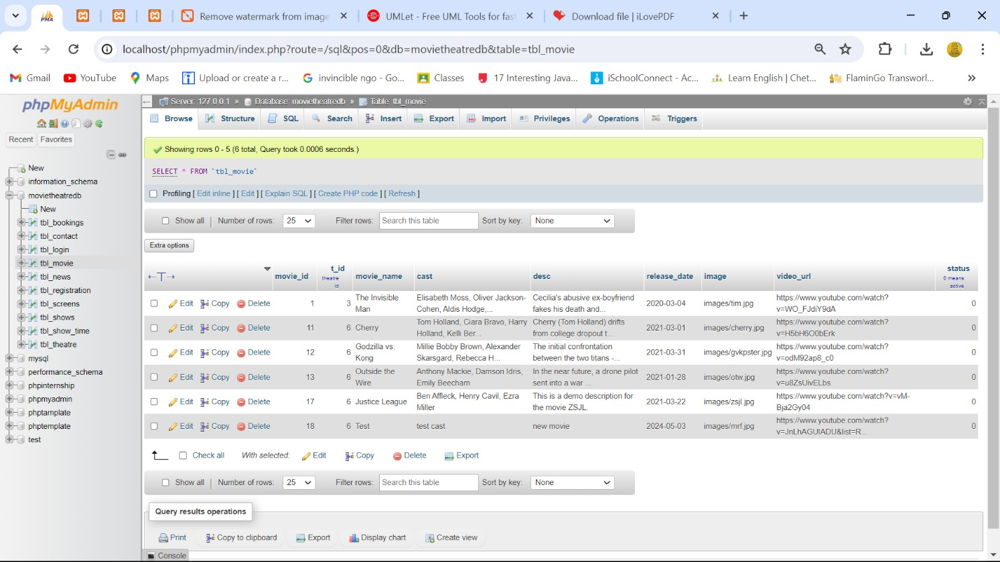 Remove watermark from image
UMLet - Free UML Tools for fast
Download file | iLovePDF
localhost/phpmyadmin/index.php?route=/sql&pos=0&db=movietheatredb&table=tbl_movie
Gmail
YouTube
Maps
Upload or create a r...
invincible ngo - Go...
Classes
17 Interesting Java...
iSchoolConnect - Ac...
Learn English | Chet...
FlaminGo Transworl...
phpMyAdmin
Recent Favorites
New
information_schema
movietheatredb
New
tbl_bookings
tbl_contact
tbl_login
tbl_movie
tbl_news
tbl_registration
tbl_screens
tbl_shows
tbl_show_time
tbl_theatre
mysql
performance_schema
phpinternship
phpmyadmin
phptamplate
phptemplate
test
Server: 127.0.0.1 » Database: movietheatredb » Table: tbl_movie
Browse Structure SQL Search Insert Export Import Privileges Operations Triggers
Showing rows 0 - 5 (6 total, Query took 0.0006 seconds.)
SELECT * FROM `tbl_movie`
Profiling [ Edit inline ] [ Edit ] [ Explain SQL ] [ Create PHP code ] [ Refresh ]
Show all | Number of rows: 25 Filter rows: Search this table Sort by key: None
Extra options
←T→ movie_id t_id theatre id movie_name cast desc release_date image video_url status 0 means active
Edit Copy Delete 1 3 The Invisible Man Elisabeth Moss, Oliver Jackson-Cohen, Aldis Hodge,... Cecilia's abusive ex-boyfriend fakes his death and... 2020-03-04 images/tim.jpg https://www.youtube.com/watch?v=WO_FJdiY9dA 0
Edit Copy Delete 11 6 Cherry Tom Holland, Ciara Bravo, Harry Holland, Kelli Ber... Cherry (Tom Holland) drifts from college dropout t... 2021-03-01 images/cherry.jpg https://www.youtube.com/watch?v=H5bH6O0bErk 0
Edit Copy Delete 12 6 Godzilla vs. Kong Millie Bobby Brown, Alexander Skarsgard, Rebecca H... The initial confrontation between the two titans -... 2021-03-31 images/gvkpster.jpg https://www.youtube.com/watch?v=odM92ap8_c0 0
Edit Copy Delete 13 6 Outside the Wire Anthony Mackie, Damson Idris, Emily Beecham In the near future, a drone pilot sent into a war ... 2021-01-28 images/otw.jpg https://www.youtube.com/watch?v=u8ZsUivELbs 0
Edit Copy Delete 17 6 Justice League Ben Affleck, Henry Cavil, Ezra Miller This is a demo description for the movie ZSJL. 2021-03-22 images/zsjl.jpg https://www.youtube.com/watch?v=vM-Bja2Gy04 0
Edit Copy Delete 18 6 Test test cast new movie 2024-05-03 images/mrf.jpg https://www.youtube.com/watch?v=JnLhAGUIADU&list=R... 0
Check all With selected: Edit Copy Delete Export
Show all | Number of rows: 25 Filter rows: Search this table Sort by key: None
Query results operations
Print Copy to clipboard Export Display chart Create view
Console